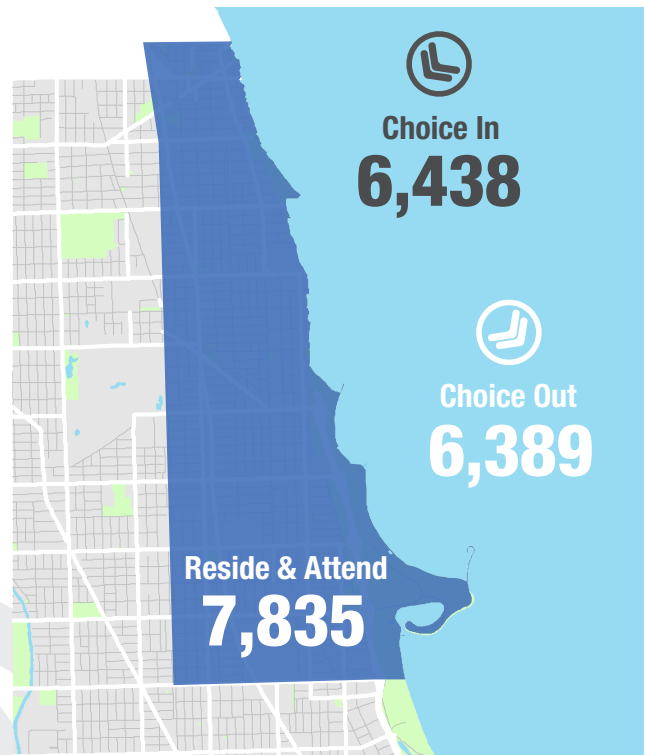 Choice In
6,438
Choice Out
6,389
Reside & Attend
7,835